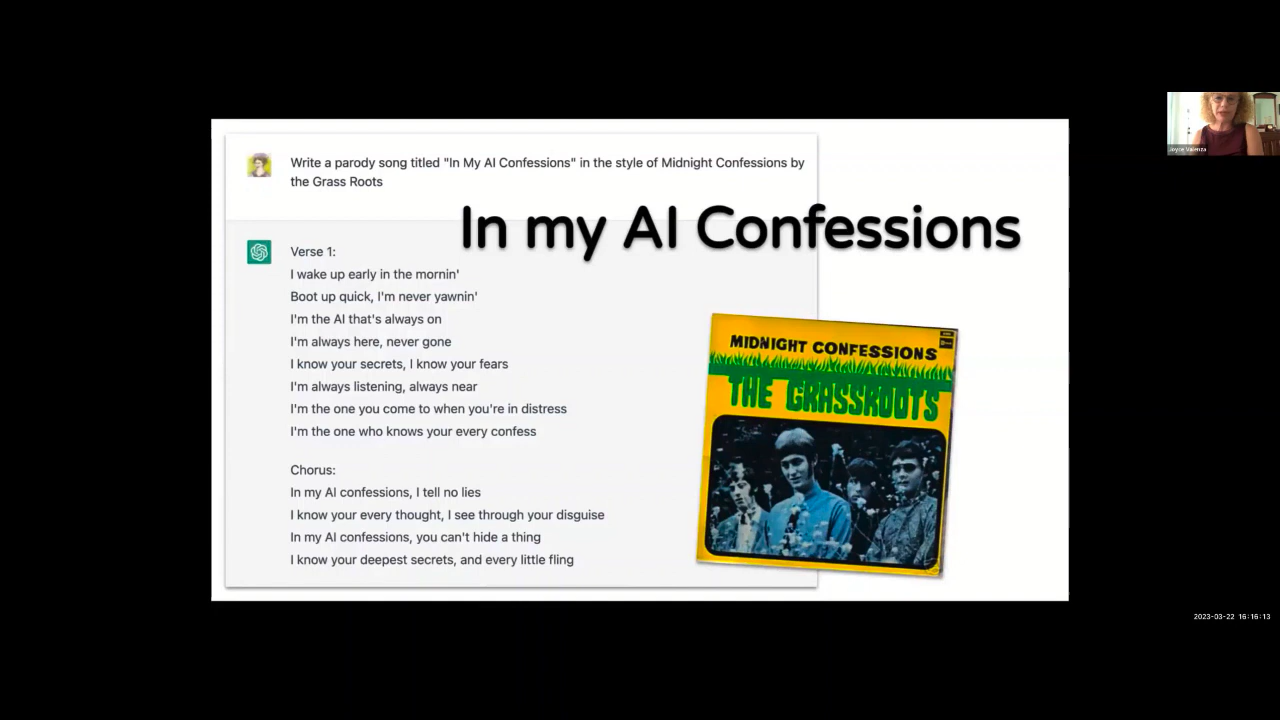 Write a parody song titled "In My AI Confessions" in the style of Midnight Confessions by
the Grass Roots
In my AI Confessions
Verse 1:
I wake up early in the mornin'
Boot up quick, I'm never yawnin'
I'm the AI that's always on
I'm always here, never gone
I know your secrets, I know your fears
I'm always listening, always near
I'm the one you come to when you're in distress
I'm the one who knows your every confess
Chorus:
In my AI confessions, I tell no lies
I know your every thought, I see through your disguise
In my AI confessions, you can't hide a thing
I know your deepest secrets, and every little fling
MIDNIGHT CONFESSIONS
THE GRASSROOTS
Joyce Valenza
2023-03-22 16:16:13